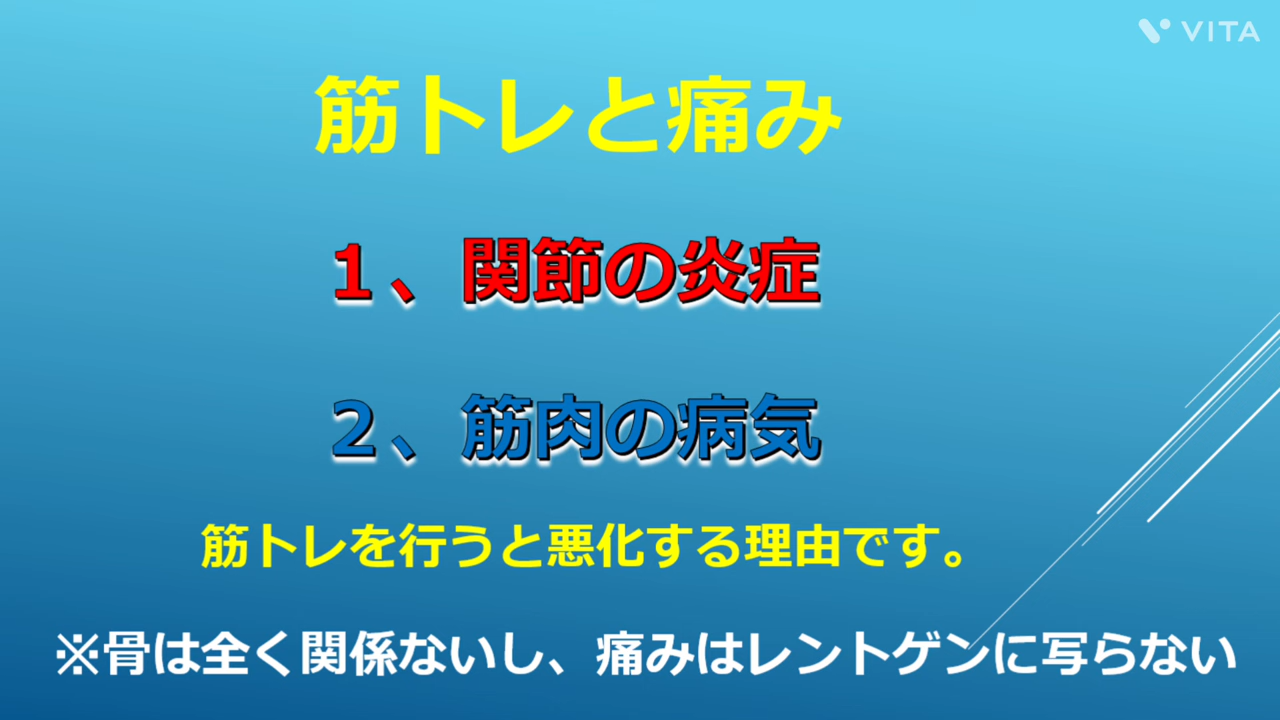 VITA
筋トレと痛み
１、関節の炎症
２、筋肉の病気
筋トレを行うと悪化する理由です。
※骨は全く関係ないし、痛みはレントゲンに写らない